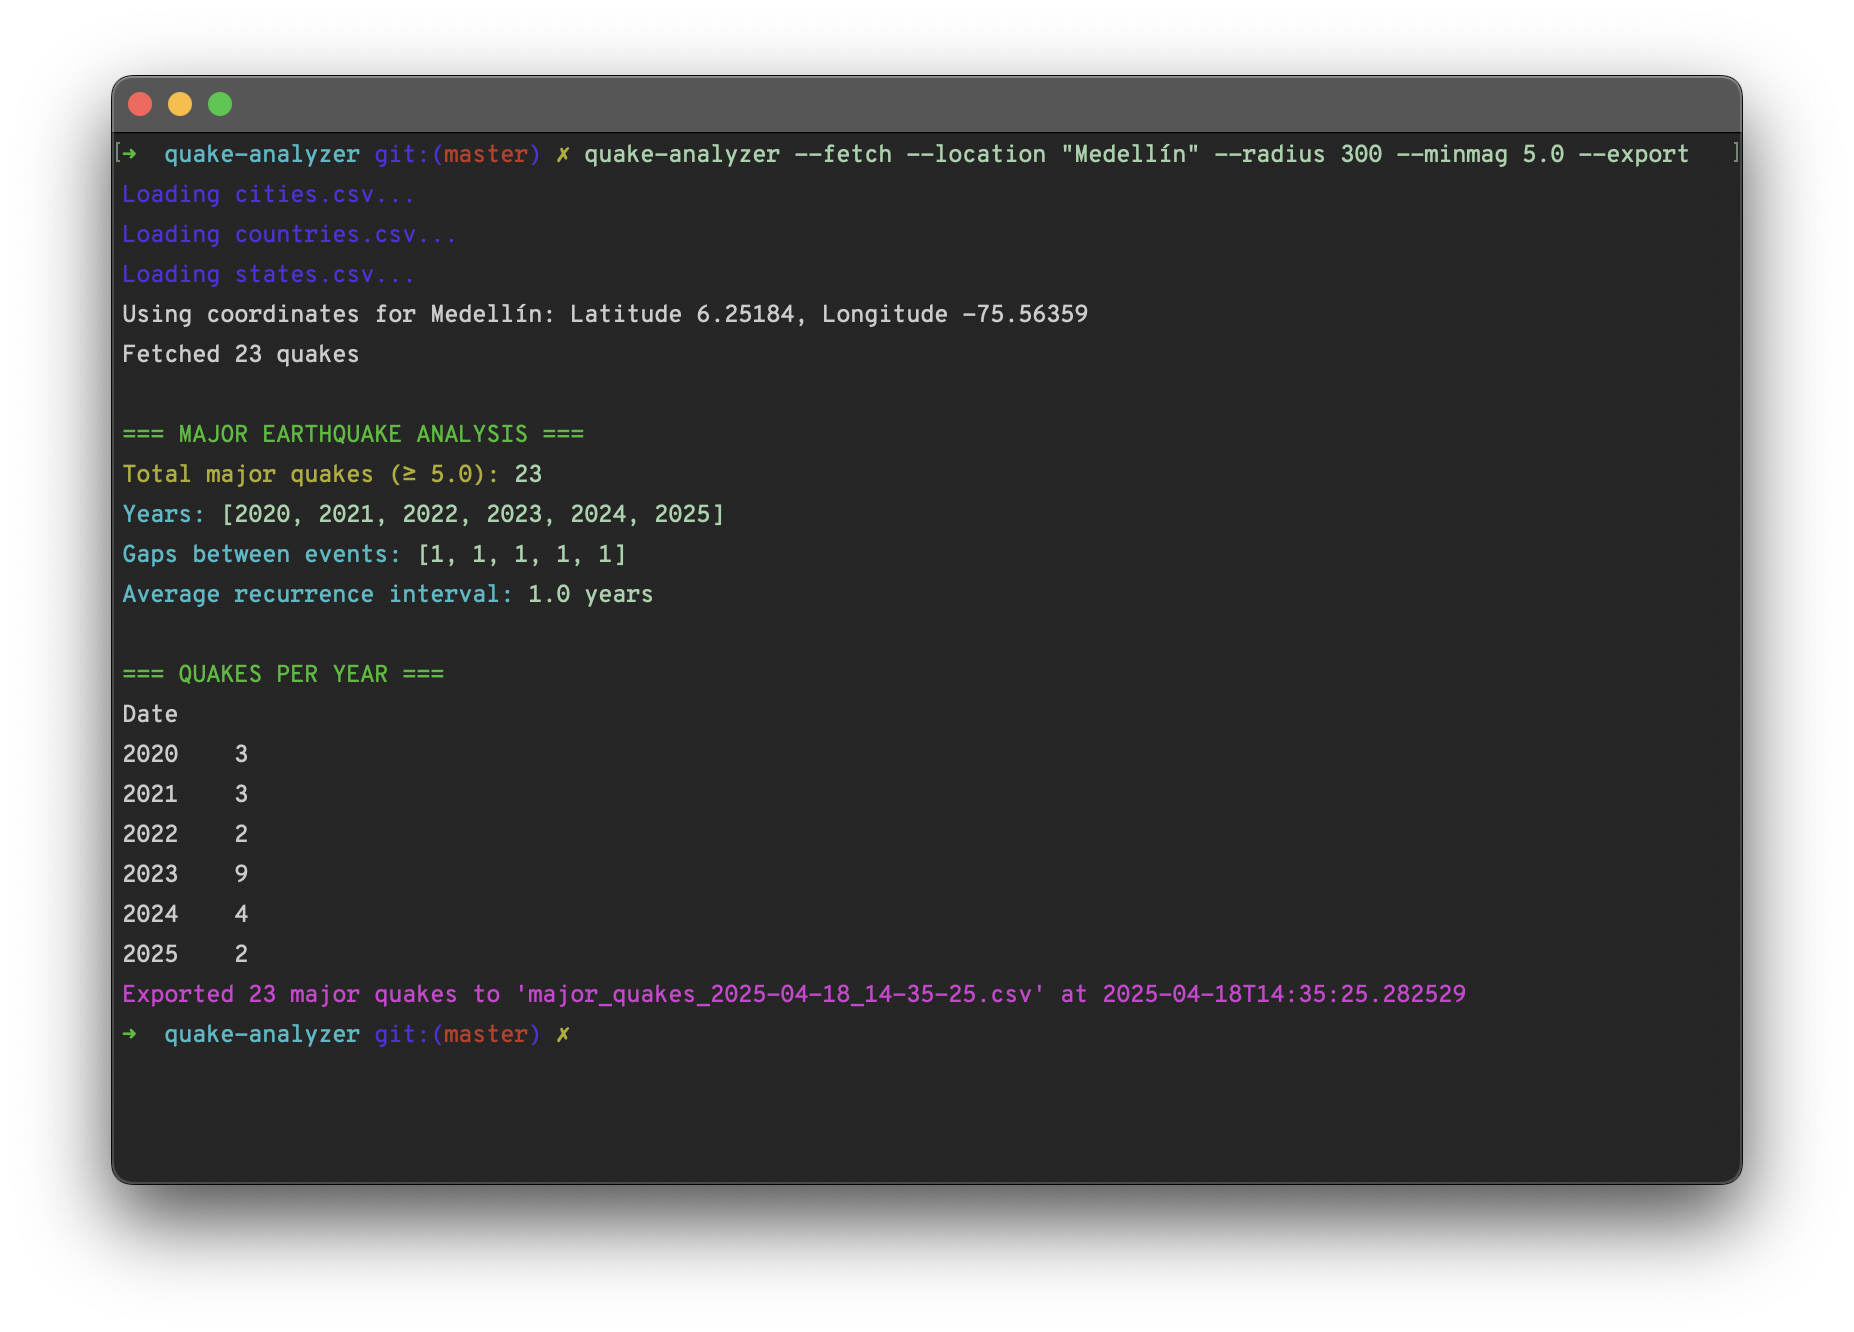 [➜  quake-analyzer git:(master) ✗ quake-analyzer --fetch --location "Medellín" --radius 300 --minmag 5.0 --export   ]
Loading cities.csv...
Loading countries.csv...
Loading states.csv...
Using coordinates for Medellín: Latitude 6.25184, Longitude -75.56359
Fetched 23 quakes
=== MAJOR EARTHQUAKE ANALYSIS ===
Total major quakes (≥ 5.0): 23
Years: [2020, 2021, 2022, 2023, 2024, 2025]
Gaps between events: [1, 1, 1, 1, 1]
Average recurrence interval: 1.0 years
=== QUAKES PER YEAR ===
Date
2020    3
2021    3
2022    2
2023    9
2024    4
2025    2
Exported 23 major quakes to 'major_quakes_2025-04-18_14-35-25.csv' at 2025-04-18T14:35:25.282529
➜  quake-analyzer git:(master) ✗